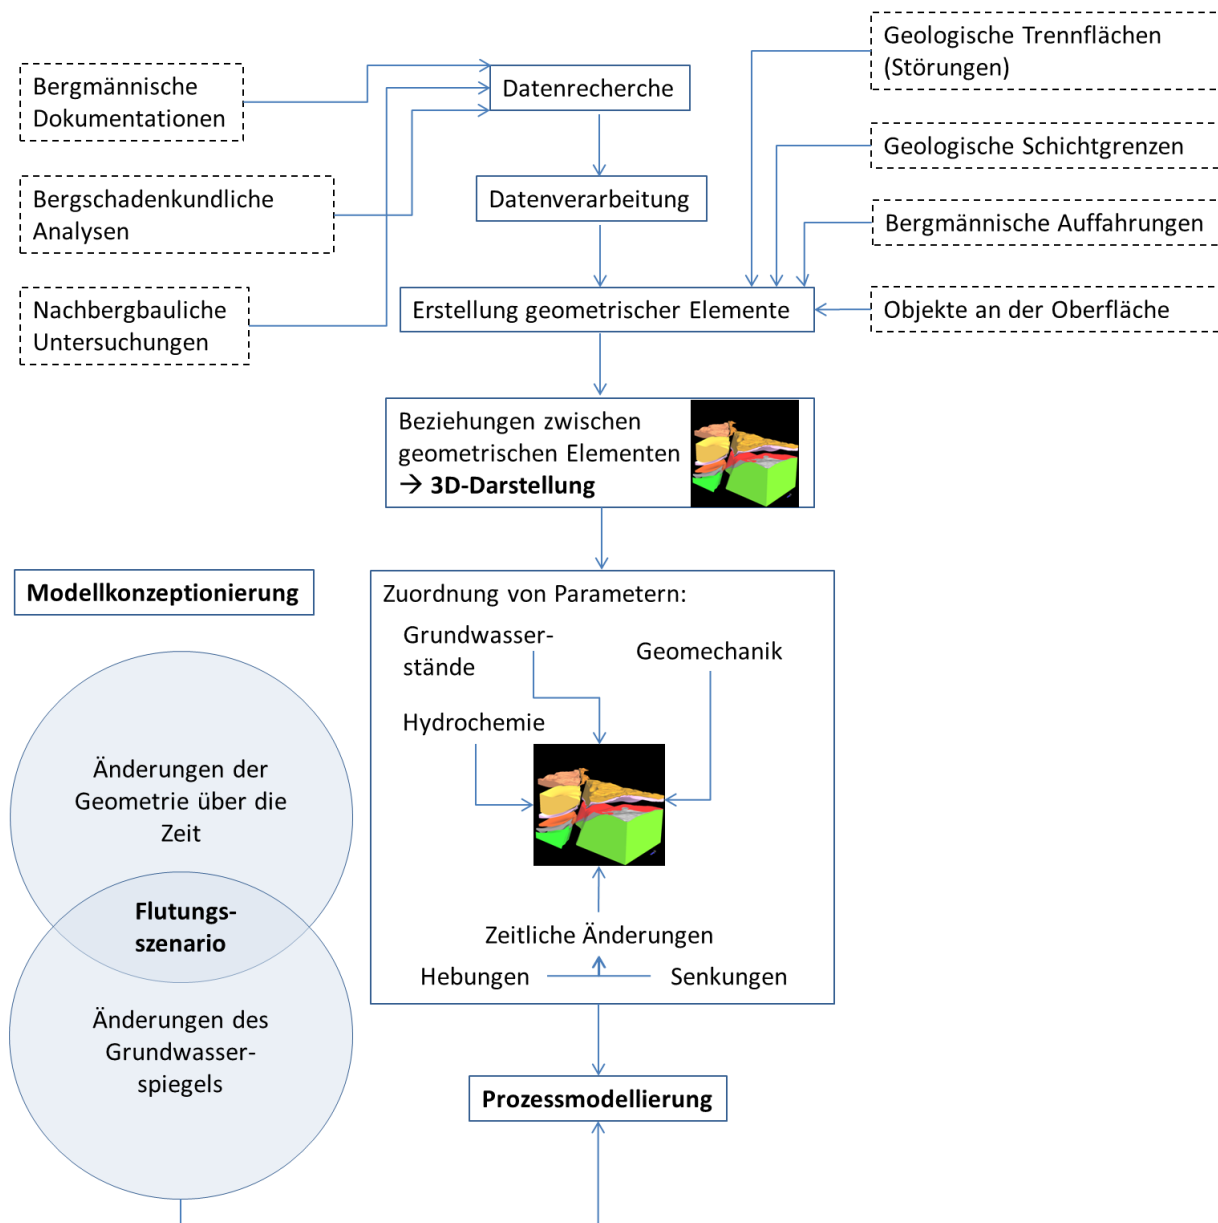 Bergmännische
Dokumentationen
Bergschadenkundliche
Analysen
Nachbergbauliche
Untersuchungen
Datenrecherche
Datenverarbeitung
Erstellung geometrischer Elemente
Geologische Trennflächen
(Störungen)
Geologische Schichtgrenzen
Bergmännische Auffahrungen
Objekte an der Oberfläche
Beziehungen zwischen
geometrischen Elementen
→ 3D-Darstellung
Modellkonzeptionierung
Änderungen der
Geometrie über die
Zeit
Flutungs-
szenario
Änderungen des
Grundwasser-
spiegels
Zuordnung von Parametern:
Grundwasser-
stände
Geomechanik
Hydrochemie
Zeitliche Änderungen
Hebungen
Senkungen
Prozessmodellierung